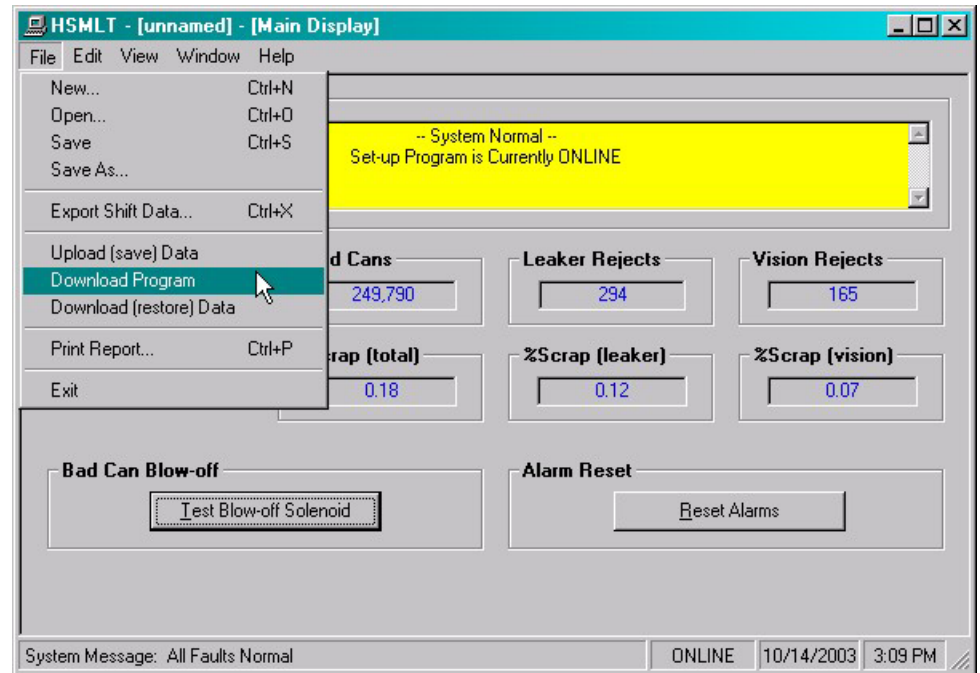 HSMLT - [unnamed] - [Main Display]
File Edit View Window Help
New... Ctrl+N
Open... Ctrl+O
Save Ctrl+S
Save As...
Export Shift Data... Ctrl+X
Upload (save) Data
Download Program
Download (restore) Data
Print Report... Ctrl+P
Exit
-- System Normal --
Set-up Program is Currently ONLINE
d Cans Leaker Rejects Vision Rejects
249,790 294 165
rap (total) %Scrap (leaker) %Scrap (vision)
0.18 0.12 0.07
Bad Can Blow-off Alarm Reset
Test Blow-off Solenoid Reset Alarms
System Message: All Faults Normal ONLINE 10/14/2003 3:09 PM